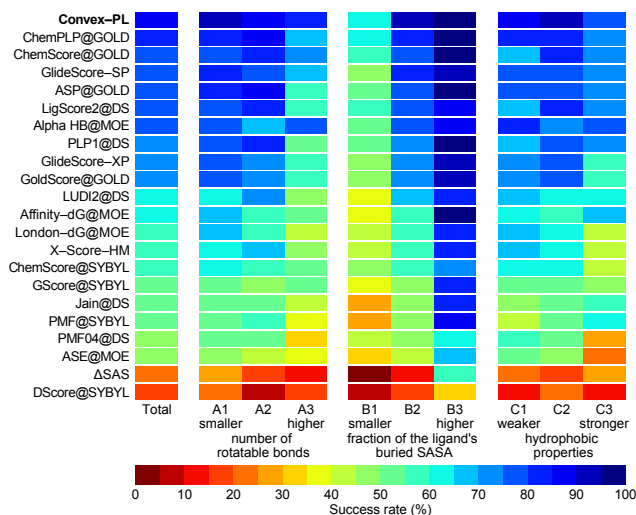 Convex–PL
ChemPLP@GOLD
ChemScore@GOLD
GlideScore–SP
ASP@GOLD
LigScore2@DS
Alpha HB@MOE
PLP1@DS
GlideScore–XP
GoldScore@GOLD
LUDI2@DS
Affinity–dG@MOE
London–dG@MOE
X–Score–HM
ChemScore@SYBYL
GScore@SYBYL
Jain@DS
PMF@SYBYL
PMF04@DS
ASE@MOE
ΔSAS
DScore@SYBYL
Total A1 A2 A3 B1 B2 B3 C1 C2 C3
smaller higher smaller higher weaker stronger
number of fraction of the ligand's hydrophobic
rotatable bonds buried SASA properties
0 10 20 30 40 50 60 70 80 90 100
Success rate (%)